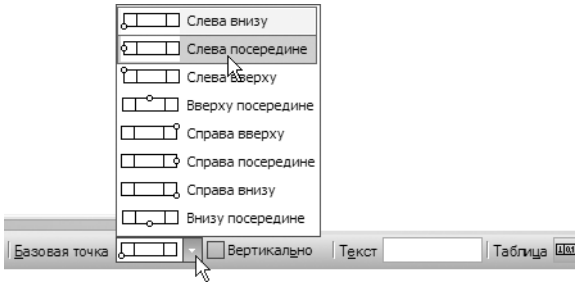 Слева внизу
Слева посередине
Слева вверху
Вверху посередине
Справа вверху
Справа посередине
Справа внизу
Внизу посередине
Базовая точка Вертикально Текст Таблица